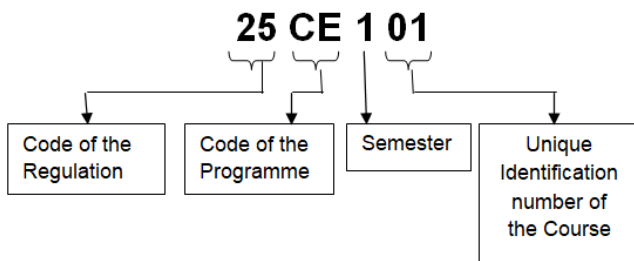 25 CE 1 01
Code of the
Regulation
Code of the
Programme
Semester
Unique
Identification
number of
the Course